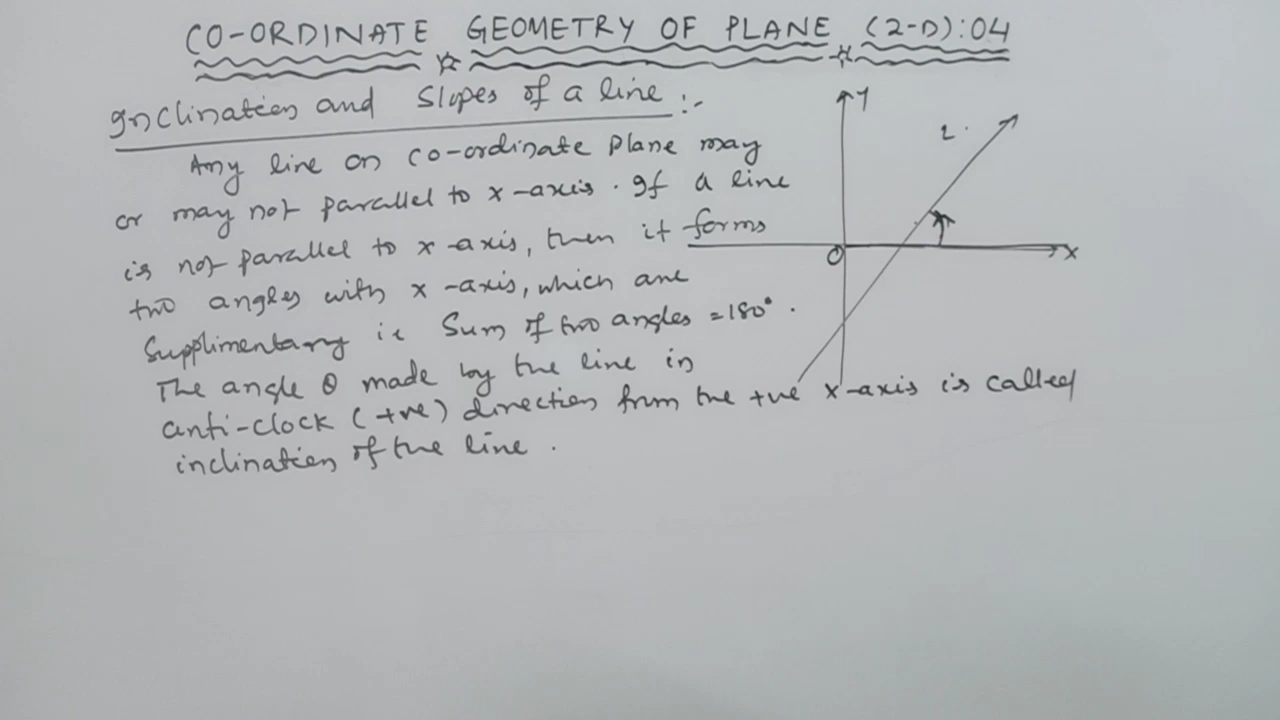 CO-ORDINATE GEOMETRY OF PLANE (2-D):04
Inclination and Slopes of a line :-
Any line on co-ordinate plane may
or may not parallel to x-axis. If a line
is not parallel to x-axis, then it forms
two angles with x-axis, which are
Supplimentary ie Sum of two angles =180°.
The angle θ made by the line in
anti-clock (+ve) direction from the +ve x-axis is called
inclination of the line.
Y
L
O
X